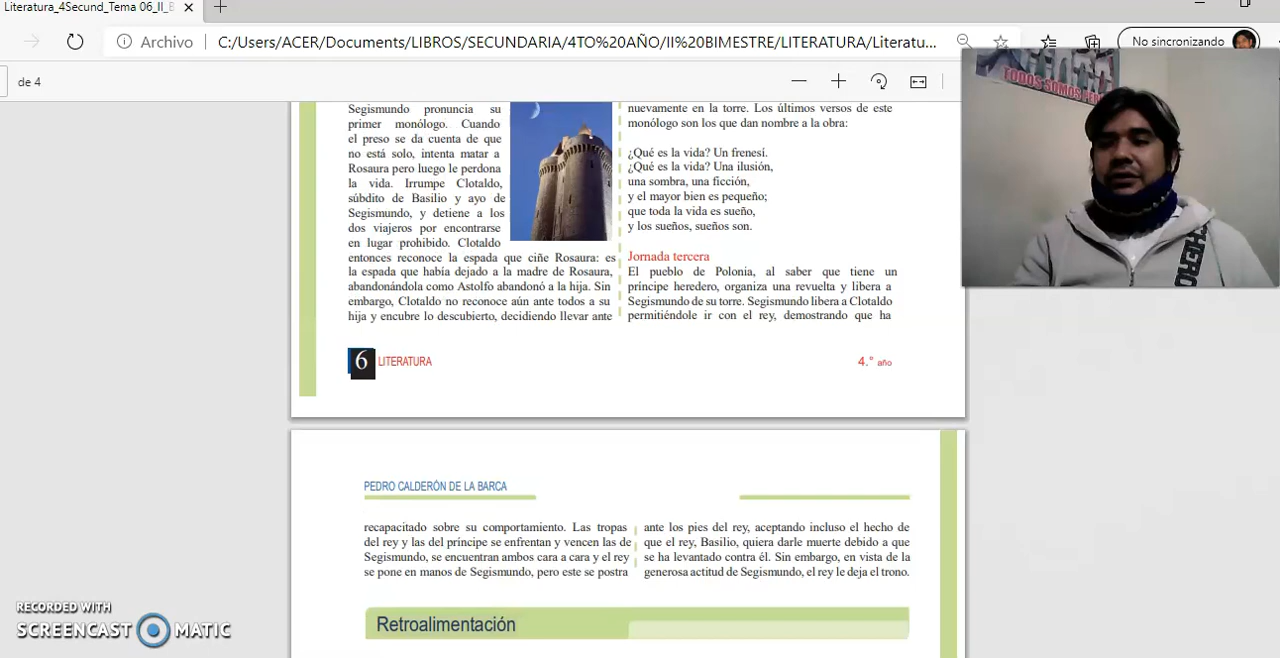 Literatura_4Secund_Tema 06_II_B
Archivo
C:/Users/ACER/Documents/LIBROS/SECUNDARIA/4TO%20AÑO/II%20BIMESTRE/LITERATURA/Literatu...
No sincronizando
de 4
TODOS SOMOS
Segismundo pronuncia su
primer monólogo. Cuando
el preso se da cuenta de que
no está solo, intenta matar a
Rosaura pero luego le perdona
la vida. Irrumpe Clotaldo,
súbdito de Basilio y ayo de
Segismundo, y detiene a los
dos viajeros por encontrarse
en lugar prohibido. Clotaldo
entonces reconoce la espada que ciñe Rosaura: es
la espada que había dejado a la madre de Rosaura,
abandonándola como Astolfo abandonó a la hija. Sin
embargo, Clotaldo no reconoce aún ante todos a su
hija y encubre lo descubierto, decidiendo llevar ante
nuevamente en la torre. Los últimos versos de este
monólogo son los que dan nombre a la obra:
¿Qué es la vida? Un frenesí.
¿Qué es la vida? Una ilusión,
una sombra, una ficción,
y el mayor bien es pequeño;
que toda la vida es sueño,
y los sueños, sueños son.
Jornada tercera
El pueblo de Polonia, al saber que tiene un
príncipe heredero, organiza una revuelta y libera a
Segismundo de su torre. Segismundo libera a Clotaldo
permitiéndole ir con el rey, demostrando que ha
6 LITERATURA
4.° año
PEDRO CALDERÓN DE LA BARCA
recapacitado sobre su comportamiento. Las tropas
del rey y las del príncipe se enfrentan y vencen las de
Segismundo, se encuentran ambos cara a cara y el rey
se pone en manos de Segismundo, pero este se postra
ante los pies del rey, aceptando incluso el hecho de
que el rey, Basilio, quiera darle muerte debido a que
se ha levantado contra él. Sin embargo, en vista de la
generosa actitud de Segismundo, el rey le deja el trono.
Retroalimentación
RECORDED WITH
SCREENCAST MATIC